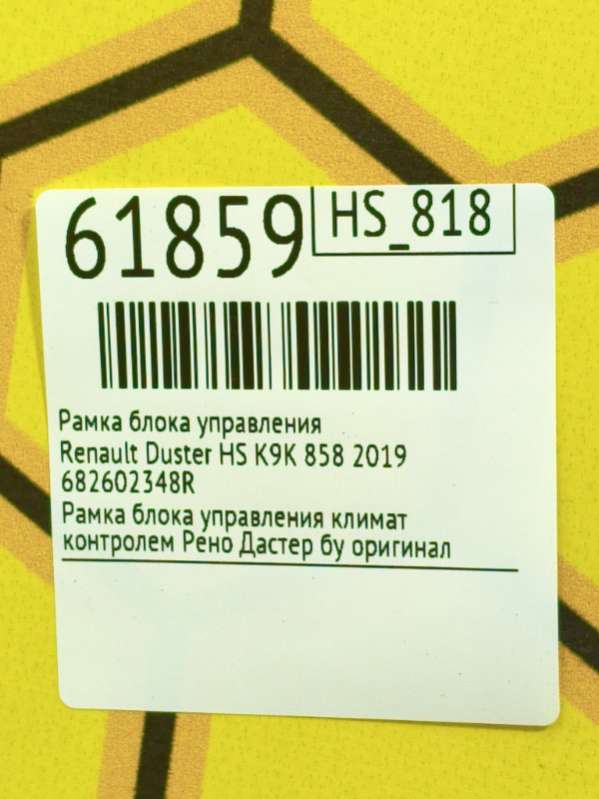 61859
HS_818
Рамка блока управления
Renault Duster HS K9K 858 2019
682602348R
Рамка блока управления климат
контролем Рено Дастер бу оригинал